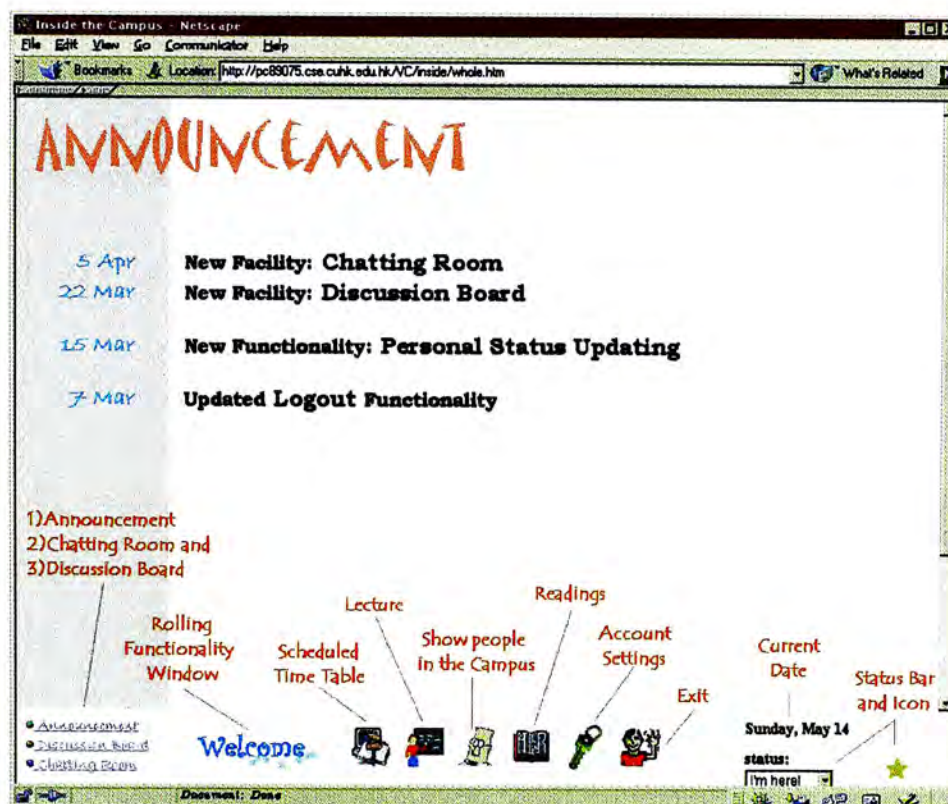 Inside the Campus - Netscape
File Edit View Go Communicator Help
Bookmarks Location: http://pc89075.cse.cuhk.edu.hk/VC/inside/whole.htm What's Related
ANNOUNCEMENT
5 Apr New Facility: Chatting Room
22 Mar New Facility: Discussion Board
15 Mar New Functionality: Personal Status Updating
7 Mar Updated Logout Functionality
1)Announcement
2)Chatting Room and
3)Discussion Board
Rolling
Functionality
Window
Scheduled
Time Table
Lecture
Show people
in the Campus
Readings
Account
Settings
Exit
Current
Date
Status Bar
and Icon
Announcement
Discussion Board
Chatting Room
Welcome
Sunday, May 14
status:
I'm here!
Document: Done